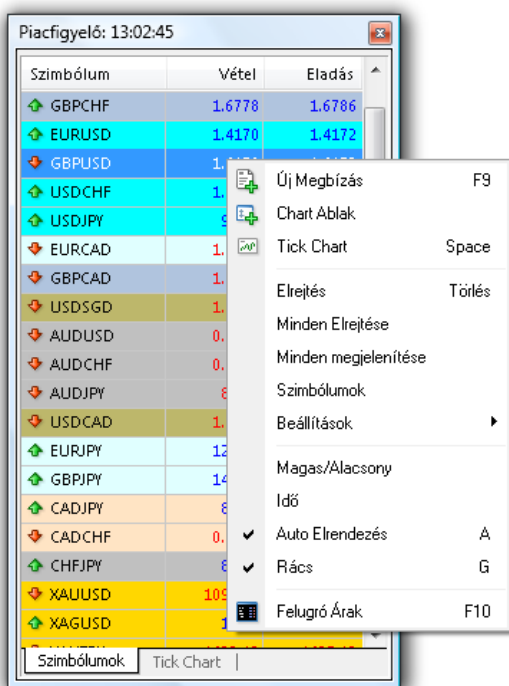 Piacfigyelő: 13:02:45
Szimbólum Vétel Eladás
GBPCHF 1.6778 1.6786
EURUSD 1.4170 1.4172
GBPUSD
USDCHF
USDJPY
EURCAD
GBPCAD
USDSGD
AUDUSD
AUDCHF
AUDJPY
USDCAD
EURJPY
GBPJPY
CADJPY
CADCHF
CHFJPY
XAUUSD
XAGUSD
Új Megbízás F9
Chart Ablak
Tick Chart Space
Elrejtés Törlés
Minden Elrejtése
Minden megjelenítése
Szimbólumok
Beállítások
Magas/Alacsony
Idő
Auto Elrendezés A
Rács G
Felugró Árak F10
Szimbólumok Tick Chart